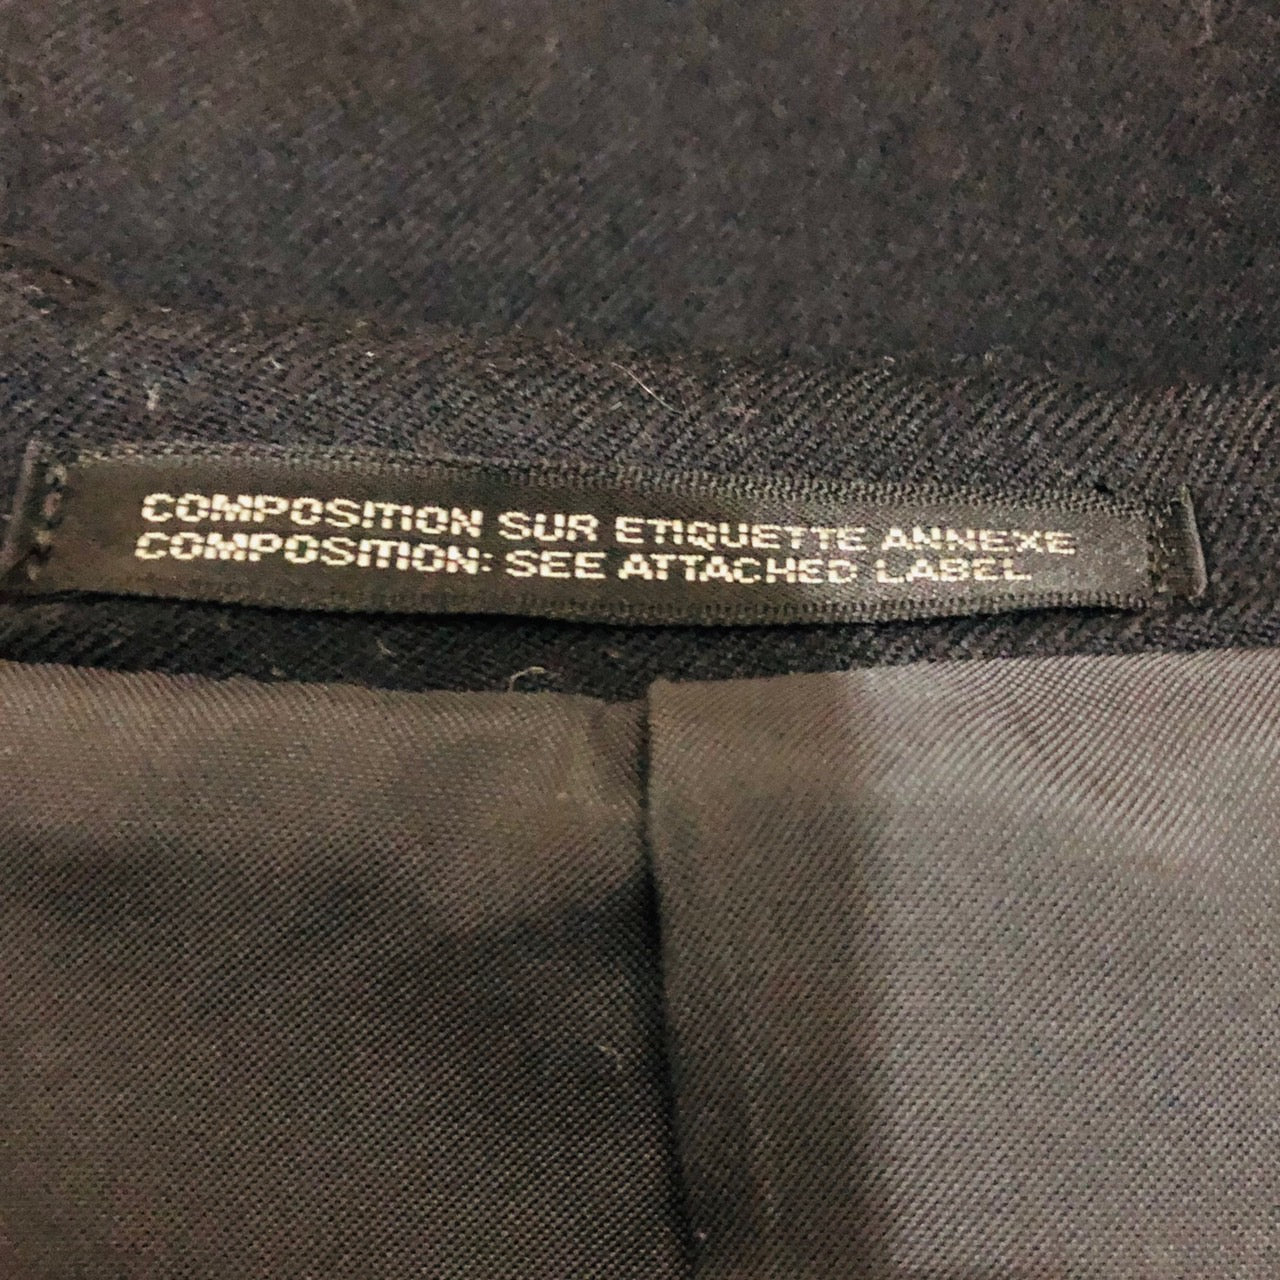 COMPOSITION SUR ETIQUETTE ANNEXE
COMPOSITION: SEE ATTACHED LABEL